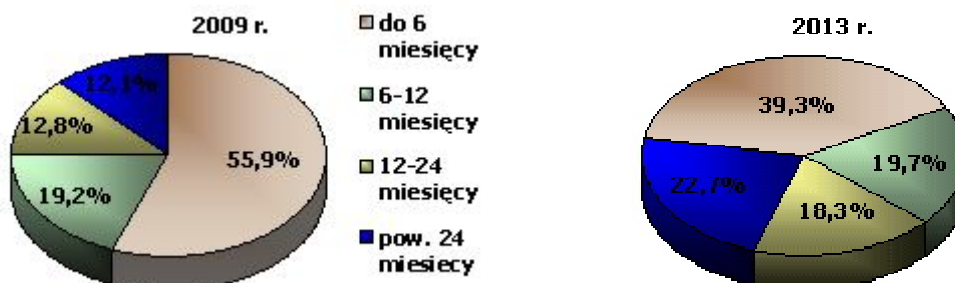 2009 r.
12,1%
12,8%
19,2%
55,9%
do 6
miesięcy
6-12
miesięcy
12-24
miesięcy
pow. 24
miesiecy
2013 r.
39,3%
19,7%
22,7%
18,3%